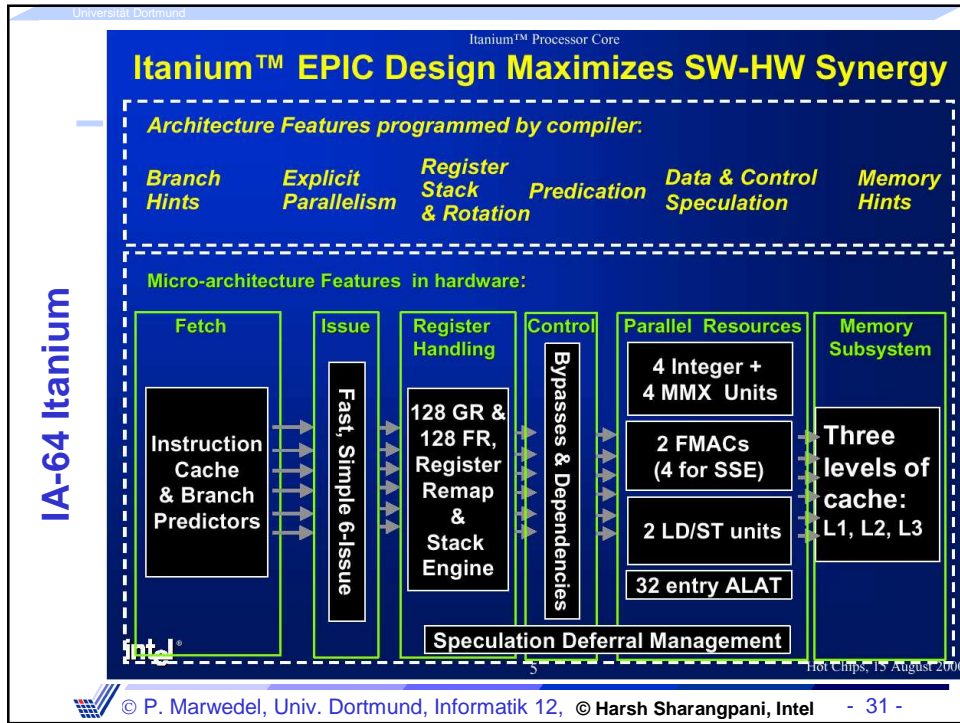 Universität Dortmund
IA-64 Itanium
Itanium™ Processor Core
Itanium™ EPIC Design Maximizes SW-HW Synergy
Architecture Features programmed by compiler:
Branch
Hints
Explicit
Parallelism
Register
Stack
& Rotation
Predication
Data & Control
Speculation
Memory
Hints
Micro-architecture Features in hardware:
Fetch
Instruction
Cache
& Branch
Predictors
Issue
Fast, Simple 6-Issue
Register
Handling
128 GR &
128 FR,
Register
Remap
&
Stack
Engine
Control
Bypasses & Dependencies
Parallel Resources
4 Integer +
4 MMX Units
2 FMACs
(4 for SSE)
2 LD/ST units
32 entry ALAT
Memory
Subsystem
Three
levels of
cache:
L1, L2, L3
Speculation Deferral Management
intel®
5
Hot Chips, 15 August 2000
© P. Marwedel, Univ. Dortmund, Informatik 12, © Harsh Sharangpani, Intel - 31 -